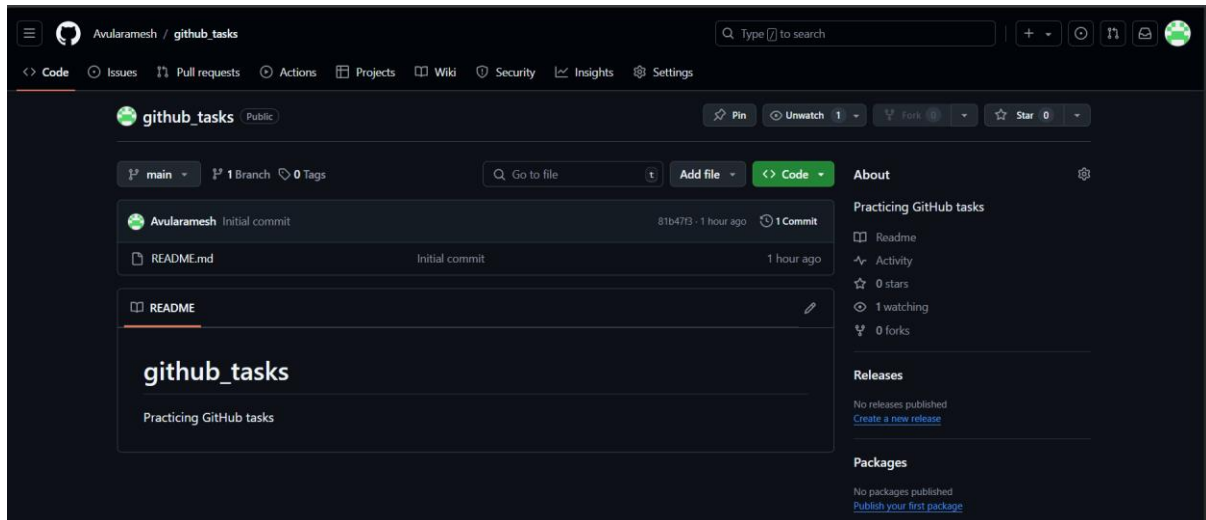 Avularamesh / github_tasks
Type / to search
Code Issues Pull requests Actions Projects Wiki Security Insights Settings
github_tasks Public
Pin Unwatch 1 Fork 0 Star 0
main 1 Branch 0 Tags
Go to file t Add file Code
Avularamesh Initial commit 81b47f3 · 1 hour ago 1 Commit
README.md Initial commit 1 hour ago
README
github_tasks
Practicing GitHub tasks
About
Practicing GitHub tasks
Readme
Activity
0 stars
1 watching
0 forks
Releases
No releases published
Create a new release
Packages
No packages published
Publish your first package